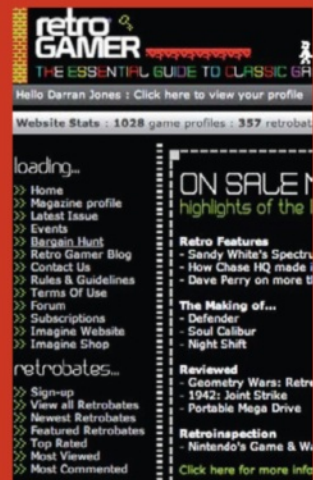 retro
GAMER
THE ESSENTIAL GUIDE TO CLASSIC GA
Hello Darran Jones : Click here to view your profile
Website Stats : 1028 game profiles : 357 retrobat
loading...
>> Home
>> Magazine profile
>> Latest Issue
>> Events
>> Bargain Hunt
>> Retro Gamer Blog
>> Contact Us
>> Rules & Guidelines
>> Terms Of Use
>> Forum
>> Subscriptions
>> Imagine Website
>> Imagine Shop
retrobates...
>> Sign-up
>> View all Retrobates
>> Newest Retrobates
>> Featured Retrobates
>> Top Rated
>> Most Viewed
>> Most Commented
ON SALE N
highlights of the l
Retro Features
- Sandy White's Spectru
- How Chase HQ made i
- Dave Perry on more t
The Making of...
- Defender
- Soul Calibur
- Night Shift
Reviewed
- Geometry Wars: Retr
- 1942: Joint Strike
- Portable Mega Drive
Retroinspection
- Nintendo's Game & Wa
Click here for more info